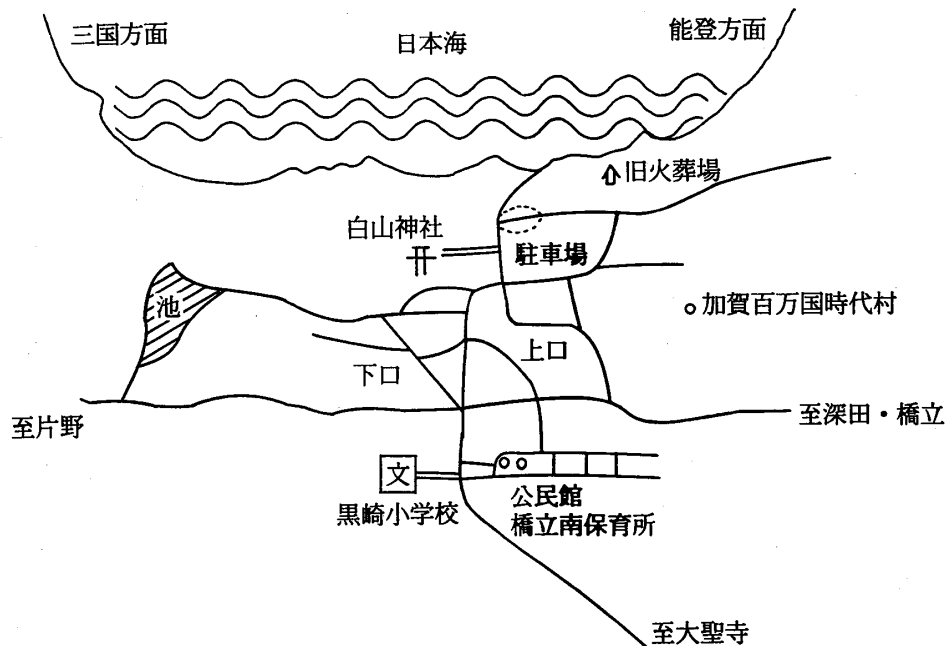 三国方面
日本海
能登方面
旧火葬場
白山神社
駐車場
池
加賀百万国時代村
上口
下口
至片野
至深田・橋立
文
黒崎小学校
公民館
橋立南保育所
至大聖寺